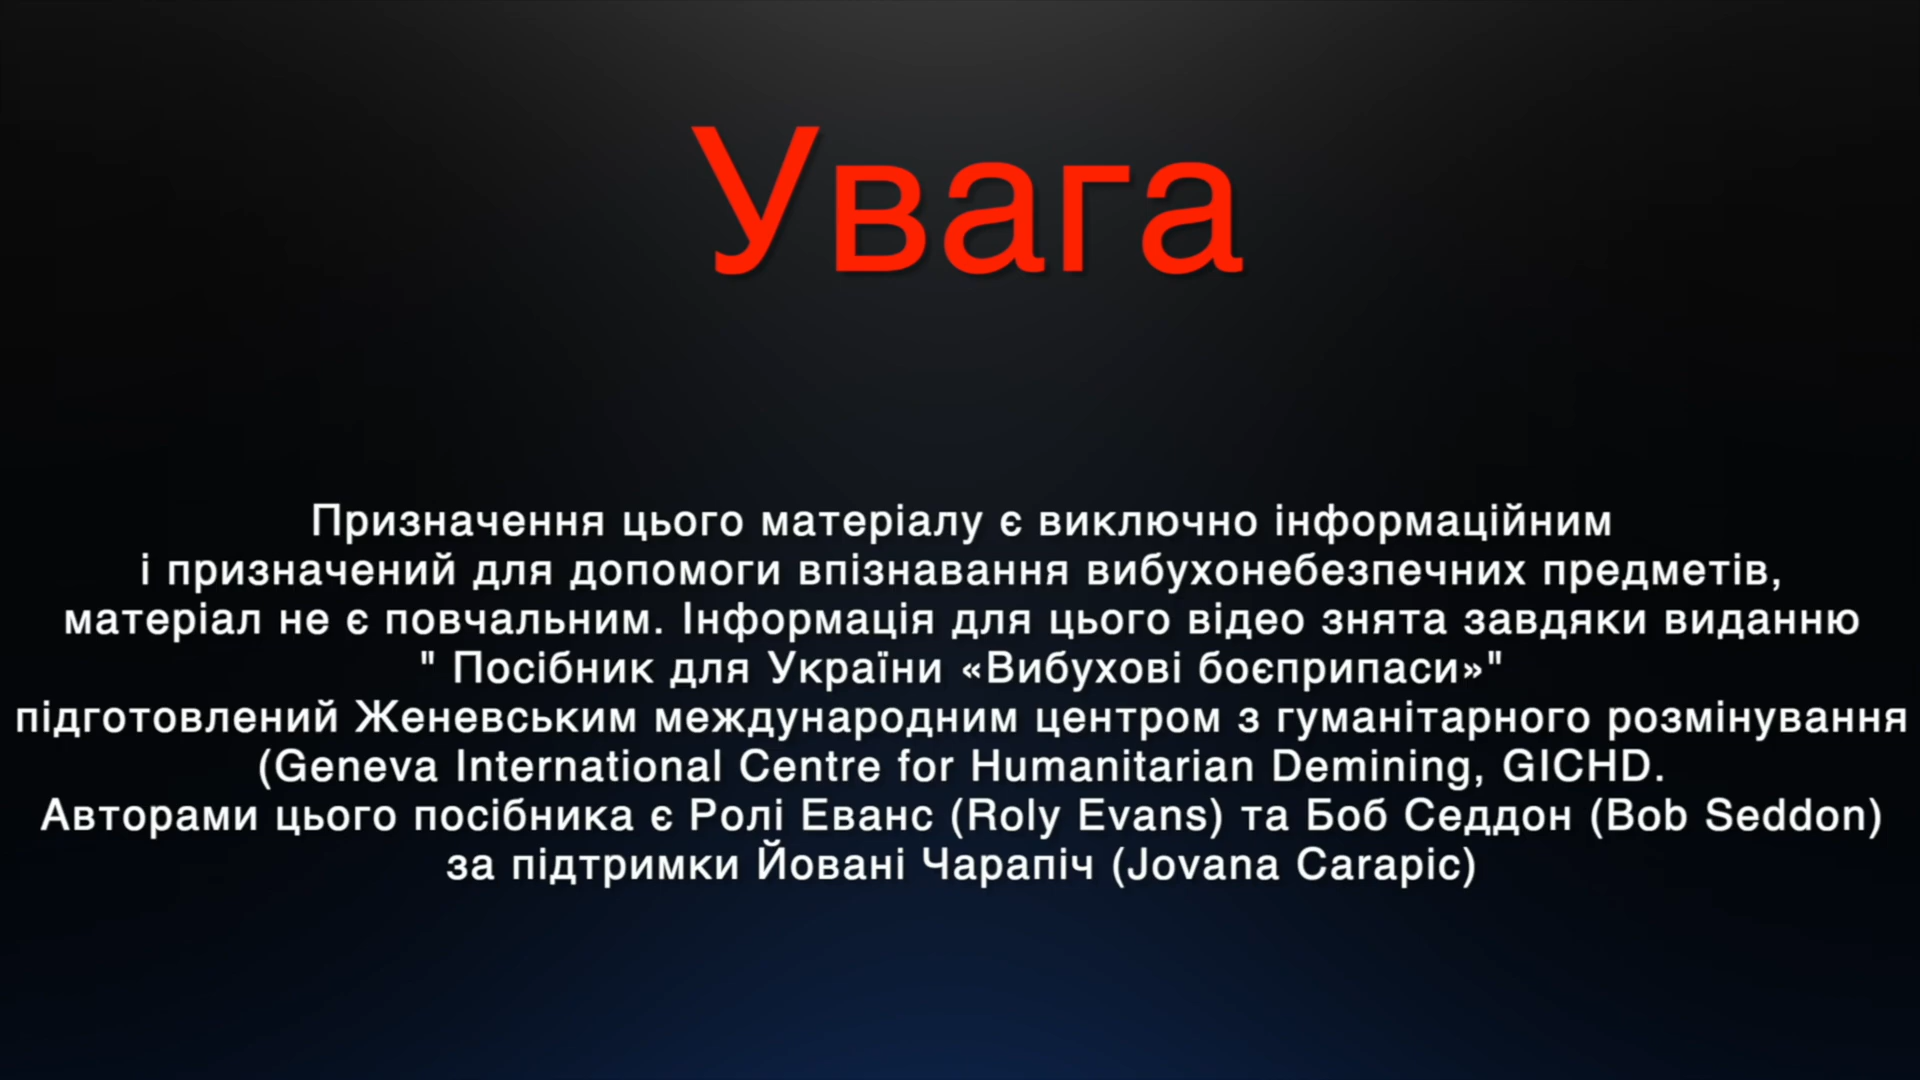 Увага
Призначення цього матеріалу є виключно інформаційним
і призначений для допомоги впізнавання вибухонебезпечних предметів,
матеріал не є повчальним. Інформація для цього відео знята завдяки виданню
" Посібник для України «Вибухові боєприпаси»"
підготовлений Женевським международним центром з гуманітарного розмінування
(Geneva International Centre for Humanitarian Demining, GICHD.
Авторами цього посібника є Ролі Еванс (Roly Evans) та Боб Седдон (Bob Seddon)
за підтримки Йовані Чарапіч (Jovana Carapic)